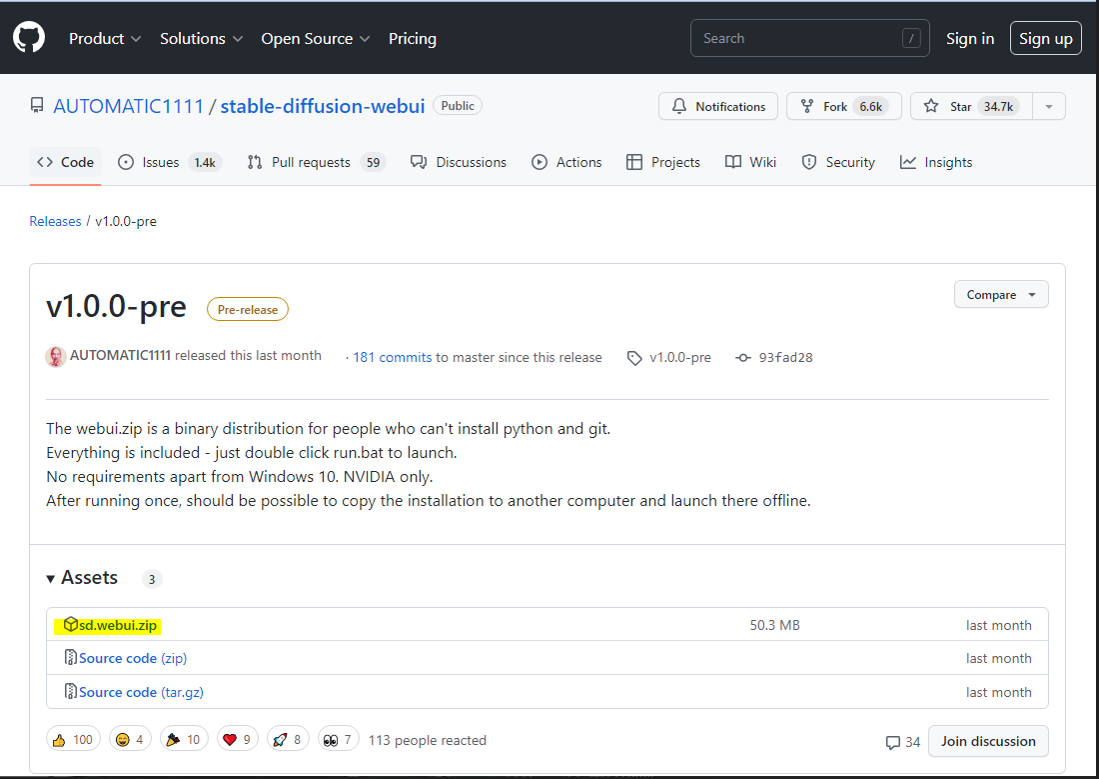 Product Solutions Open Source Pricing Search / Sign in Sign up
AUTOMATIC1111 / stable-diffusion-webui Public Notifications Fork 6.6k Star 34.7k
Code Issues 1.4k Pull requests 59 Discussions Actions Projects Wiki Security Insights
Releases / v1.0.0-pre
v1.0.0-pre Pre-release Compare
AUTOMATIC1111 released this last month · 181 commits to master since this release v1.0.0-pre 93fad28
The webui.zip is a binary distribution for people who can't install python and git.
Everything is included - just double click run.bat to launch.
No requirements apart from Windows 10. NVIDIA only.
After running once, should be possible to copy the installation to another computer and launch there offline.
Assets 3
sd.webui.zip 50.3 MB last month
Source code (zip) last month
Source code (tar.gz) last month
100 4 10 9 8 7 113 people reacted 34 Join discussion